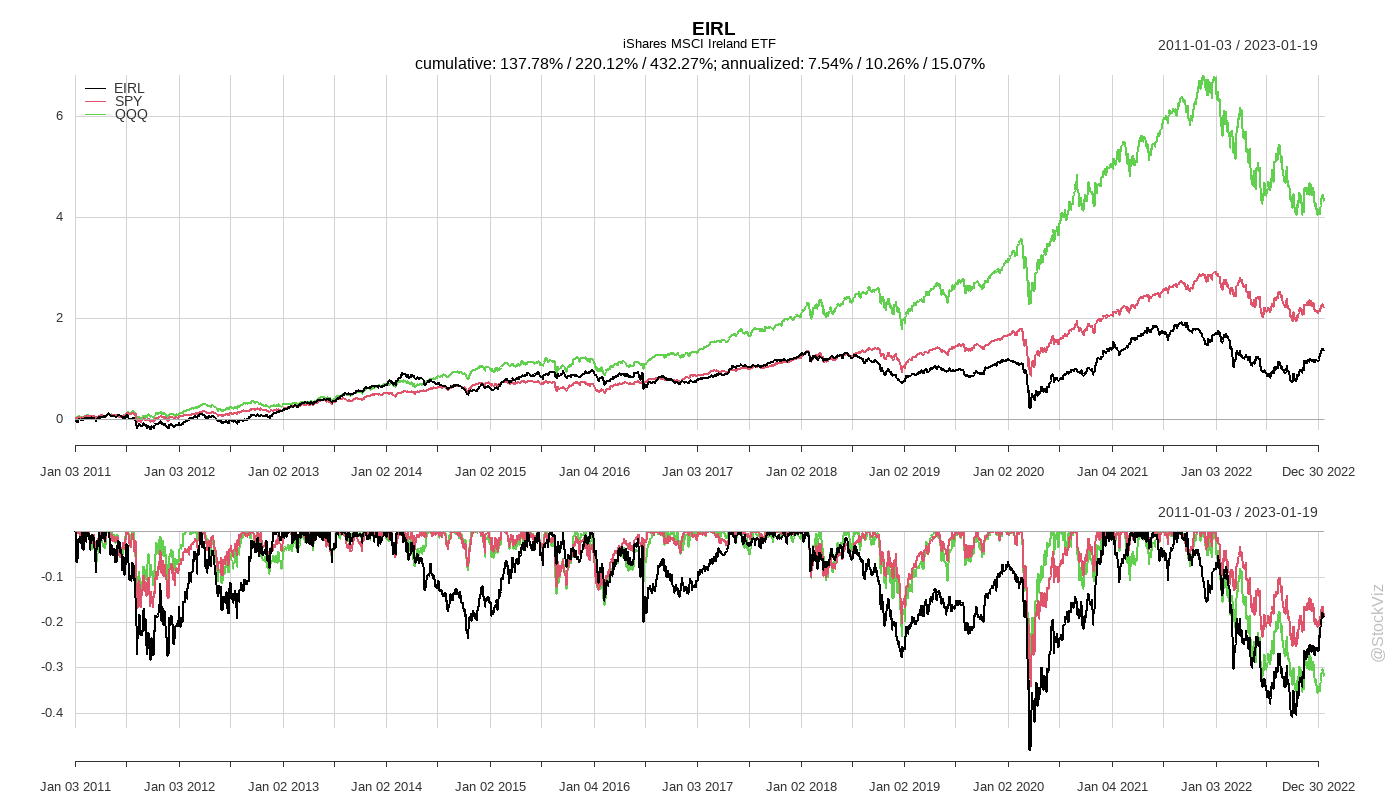 EIRL
iShares MSCI Ireland ETF
2011-01-03 / 2023-01-19
cumulative: 137.78% / 220.12% / 432.27%; annualized: 7.54% / 10.26% / 15.07%
EIRL
SPY
QQQ
6
4
2
0
Jan 03 2011 Jan 03 2012 Jan 02 2013 Jan 02 2014 Jan 02 2015 Jan 04 2016 Jan 03 2017 Jan 02 2018 Jan 02 2019 Jan 02 2020 Jan 04 2021 Jan 03 2022 Dec 30 2022
2011-01-03 / 2023-01-19
-0.1
-0.2
-0.3
-0.4
Jan 03 2011 Jan 03 2012 Jan 02 2013 Jan 02 2014 Jan 02 2015 Jan 04 2016 Jan 03 2017 Jan 02 2018 Jan 02 2019 Jan 02 2020 Jan 04 2021 Jan 03 2022 Dec 30 2022
@StockViz